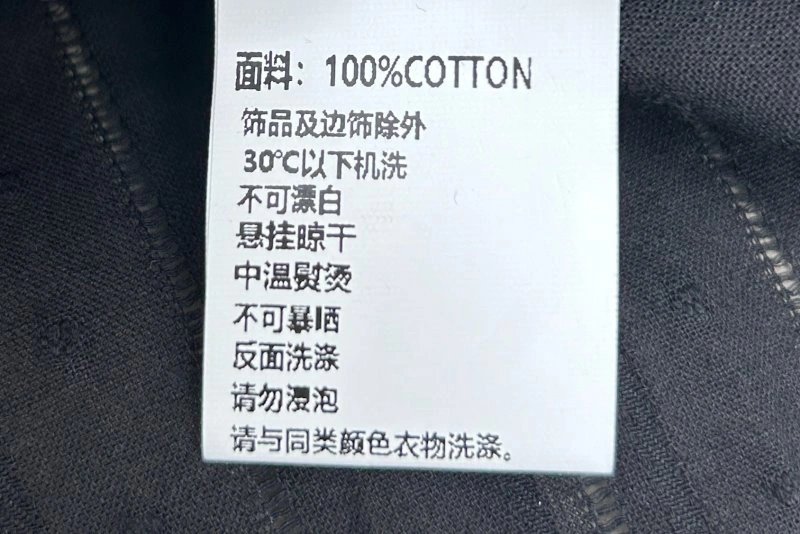 面料：100%COTTON
饰品及边饰除外
30℃以下机洗
不可漂白
悬挂晾干
中温熨烫
不可暴晒
反面洗涤
请勿浸泡
请与同类颜色衣物洗涤。